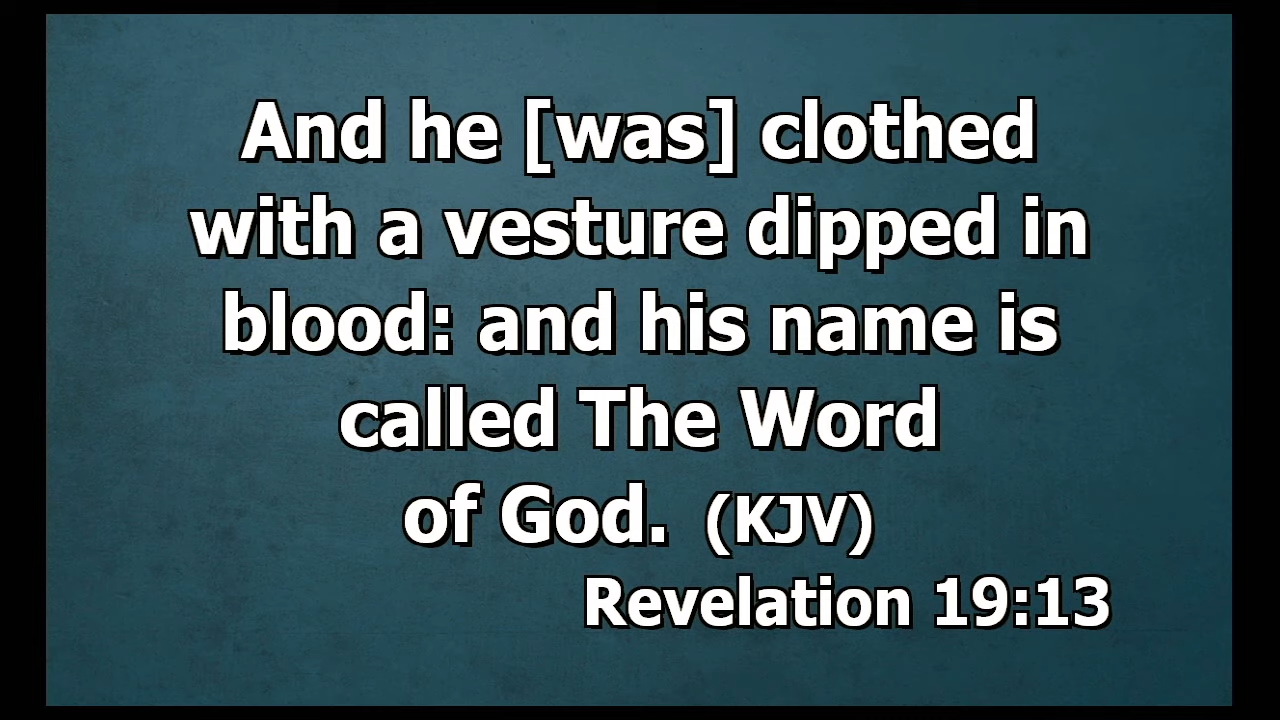 And he [was] clothed
with a vesture dipped in
blood: and his name is
called The Word
of God. (KJV)
Revelation 19:13